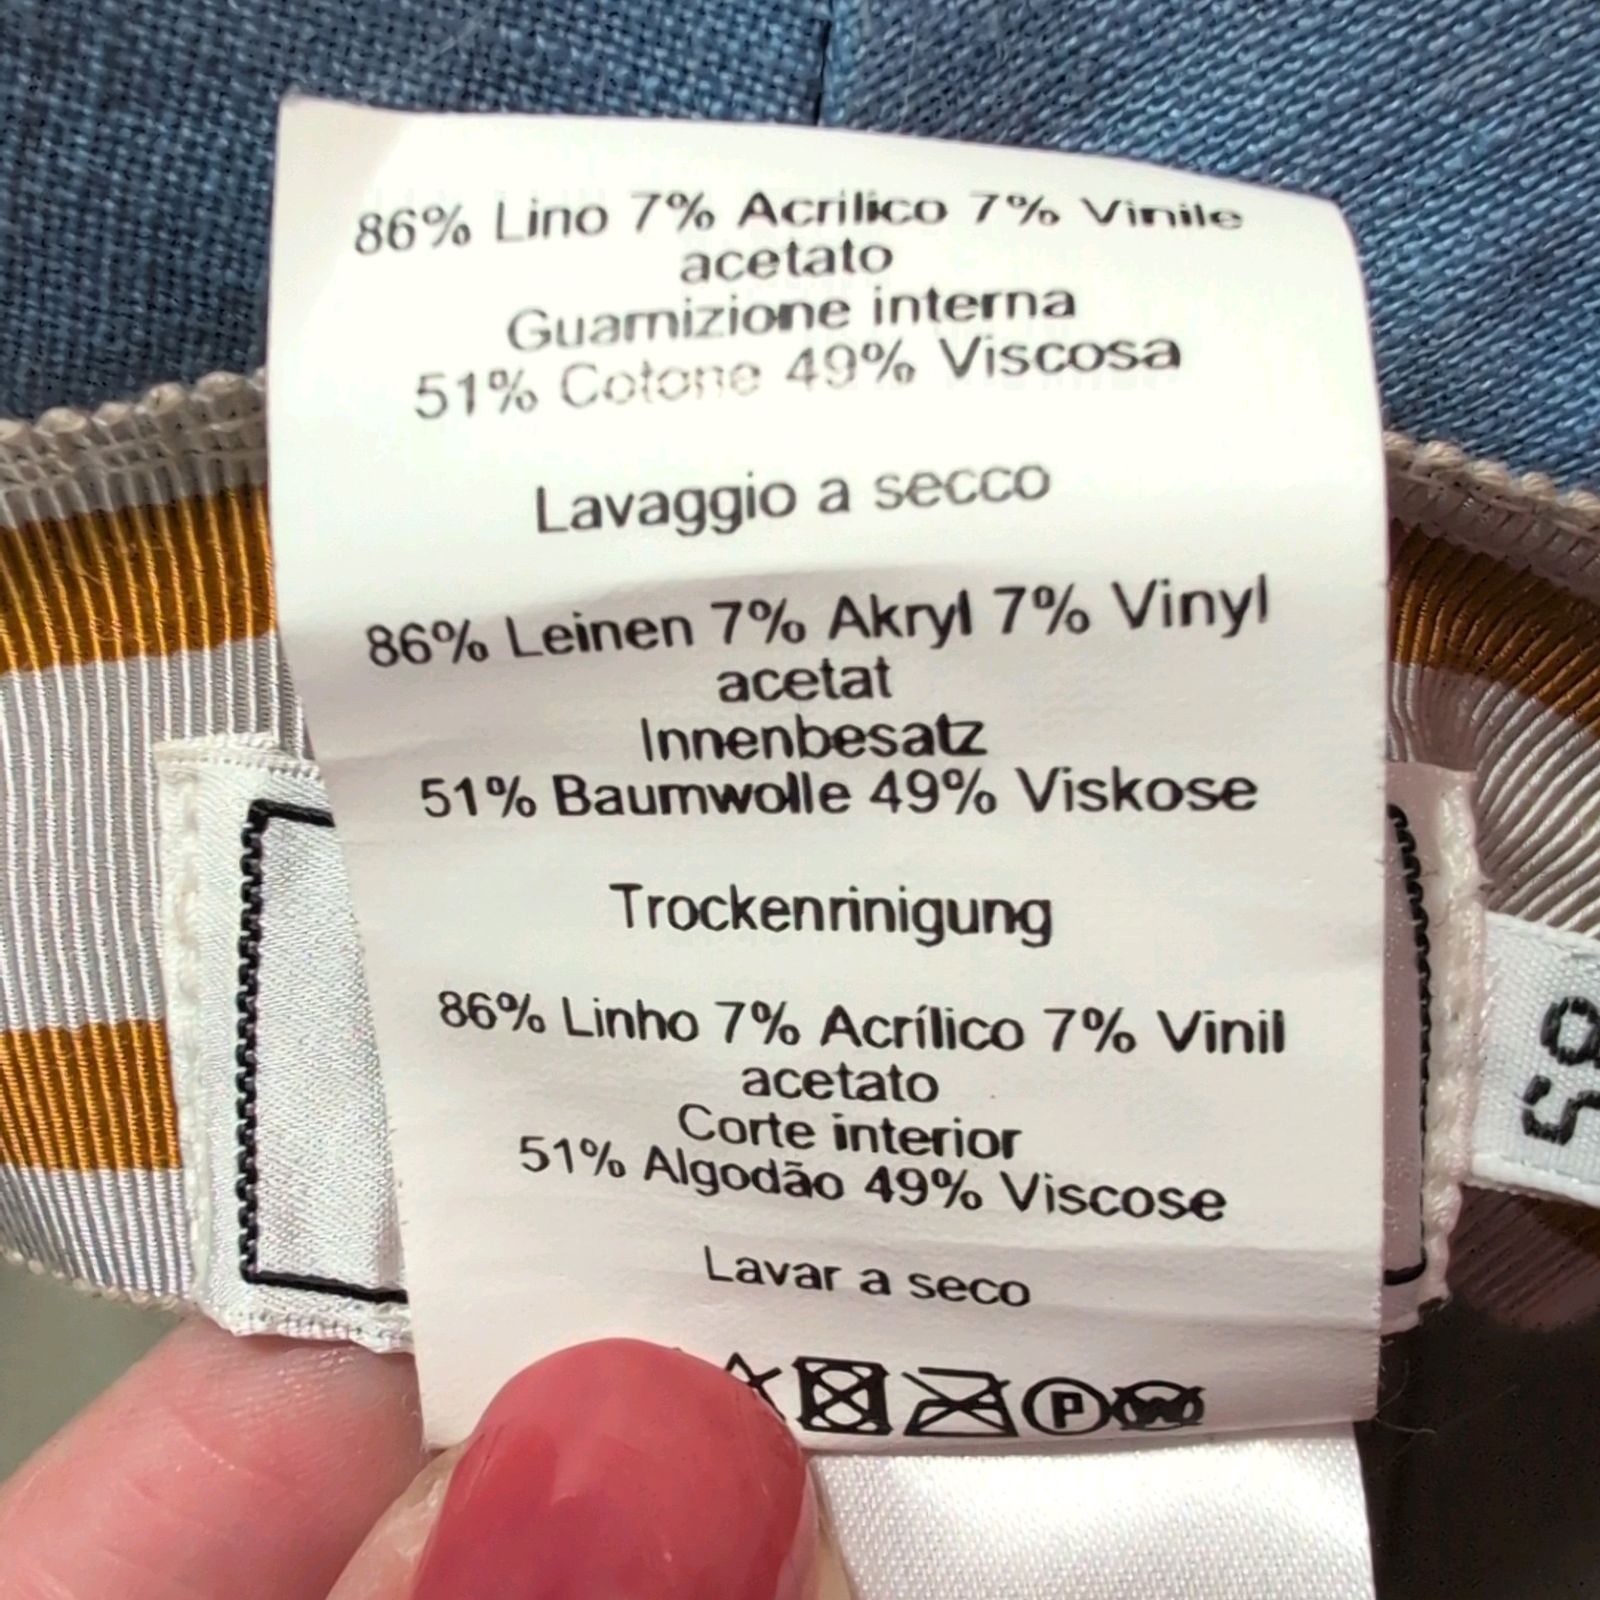 86% Lino 7% Acrilico 7% Vinile
acetato
Guarnizione interna
51% Cotone 49% Viscosa
Lavaggio a secco
86% Leinen 7% Akryl 7% Vinyl
acetat
Innenbesatz
51% Baumwolle 49% Viskose
Trockenrinigung
86% Linho 7% Acrílico 7% Vinil
acetato
Corte interior
51% Algodão 49% Viscose
Lavar a seco
P W
58